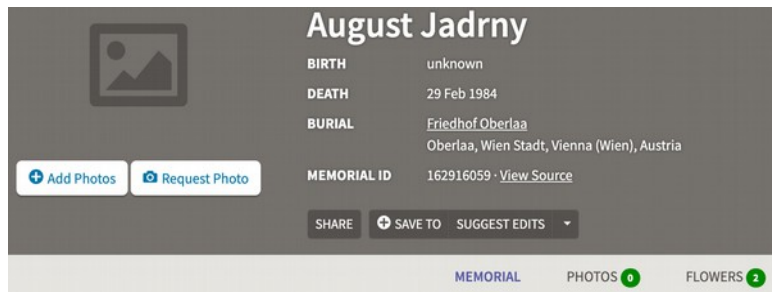 August Jadrny
BIRTH unknown
DEATH 29 Feb 1984
BURIAL Friedhof Oberlaa
Oberlaa, Wien Stadt, Vienna (Wien), Austria
Add Photos Request Photo MEMORIAL ID 162916059 · View Source
SHARE SAVE TO SUGGEST EDITS
MEMORIAL PHOTOS 0 FLOWERS 2